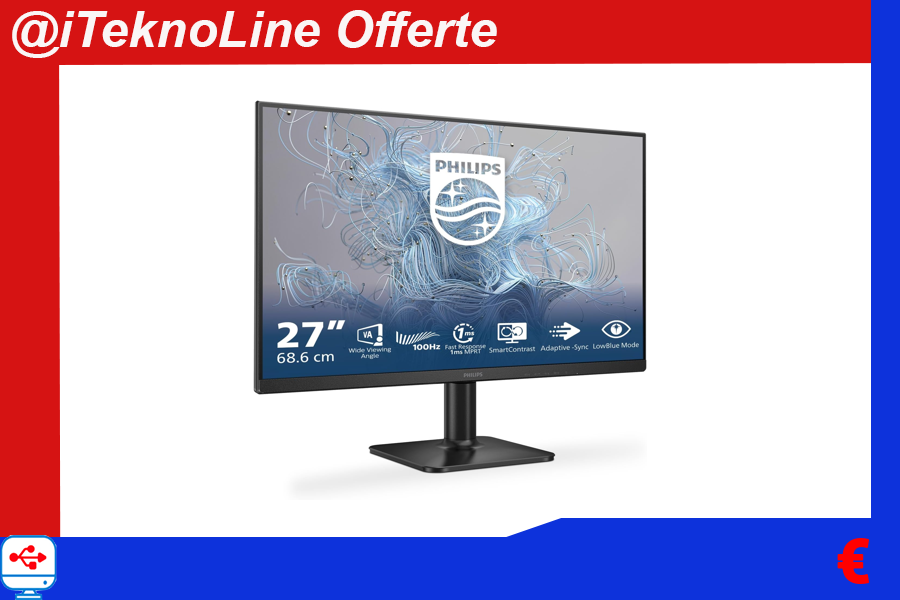 @iTeknoLine Offerte
PHILIPS
27"
68.6 cm
VA
Wide Viewing
Angle
100Hz
1ms
Fast Response
1ms MPRT
SmartContrast
Adaptive -Sync
LowBlue Mode
PHILIPS
€